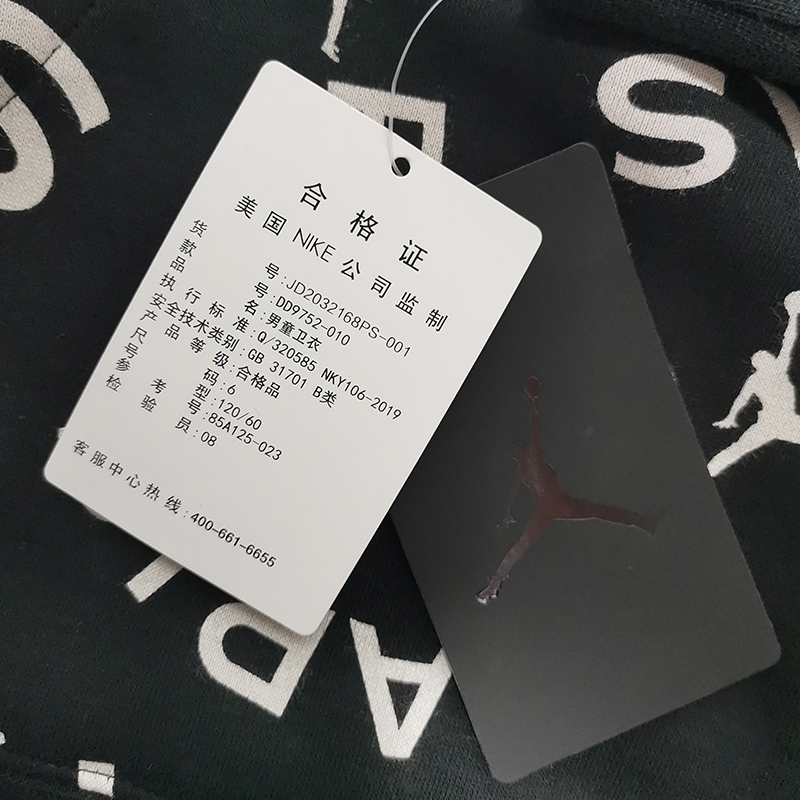 合格证
美国 NIKE 公司监制
货号:JD2032168PS-001
款号:DD9752-010
品名:男童卫衣
执行标准:Q/320585 NKY106-2019
安全技术类别:GB 31701 B类
产品等级:合格品
尺码:6
号型:120/60
参考号:85A125-023
检验员:08
客服中心热线:400-661-6655